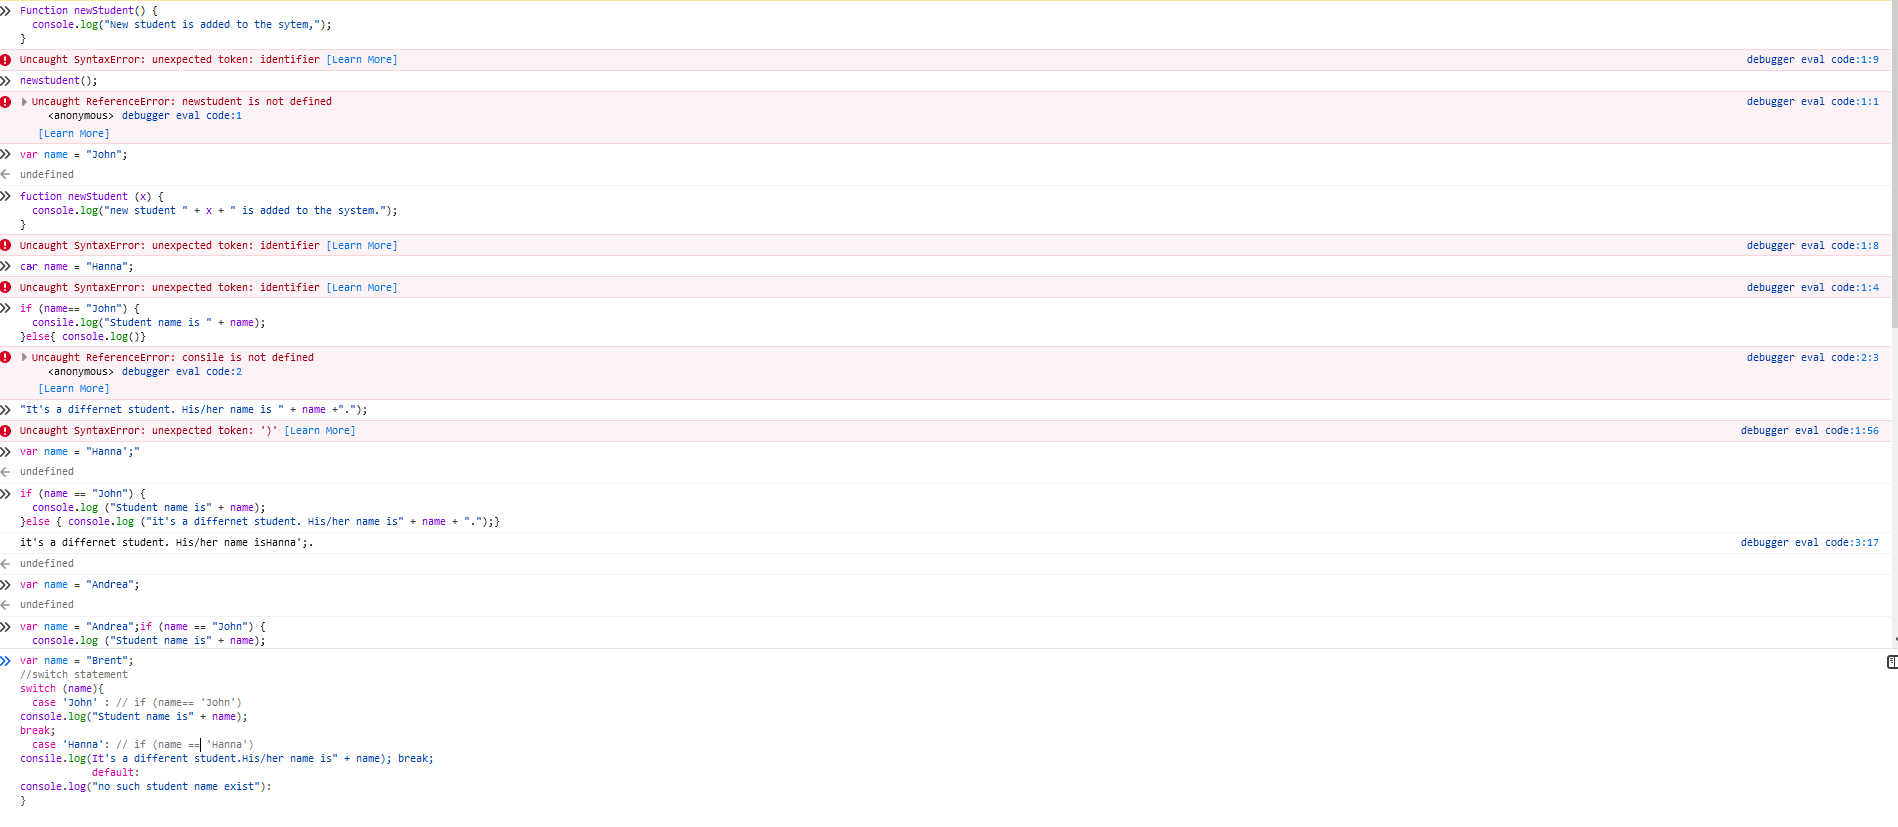 Function newStudent() {
console.log("New student is added to the sytem,");
}
Uncaught SyntaxError: unexpected token: identifier [Learn More] debugger eval code:1:9
newstudent();
Uncaught ReferenceError: newstudent is not defined debugger eval code:1:1
<anonymous> debugger eval code:1
[Learn More]
var name = "John";
undefined
fuction newStudent (x) {
console.log("new student " + x + " is added to the system.");
}
Uncaught SyntaxError: unexpected token: identifier [Learn More] debugger eval code:1:8
car name = "Hanna";
Uncaught SyntaxError: unexpected token: identifier [Learn More] debugger eval code:1:4
if (name== "John") {
consile.log("Student name is " + name);
}else{ console.log()}
Uncaught ReferenceError: consile is not defined debugger eval code:2:3
<anonymous> debugger eval code:2
[Learn More]
"It's a differnet student. His/her name is " + name +".");
Uncaught SyntaxError: unexpected token: ')' [Learn More] debugger eval code:1:56
var name = "Hanna';"
undefined
if (name == "John") {
console.log ("Student name is" + name);
}else { console.log ("it's a differnet student. His/her name is" + name + ".");}
it's a differnet student. His/her name isHanna';. debugger eval code:3:17
undefined
var name = "Andrea";
undefined
var name = "Andrea";if (name == "John") {
console.log ("Student name is" + name);
var name = "Brent";
//switch statement
switch (name){
case 'John' : // if (name== 'John')
console.log("Student name is" + name);
break;
case 'Hanna': // if (name == 'Hanna')
consile.log(It's a different student.His/her name is" + name); break;
default:
console.log("no such student name exist"):
}